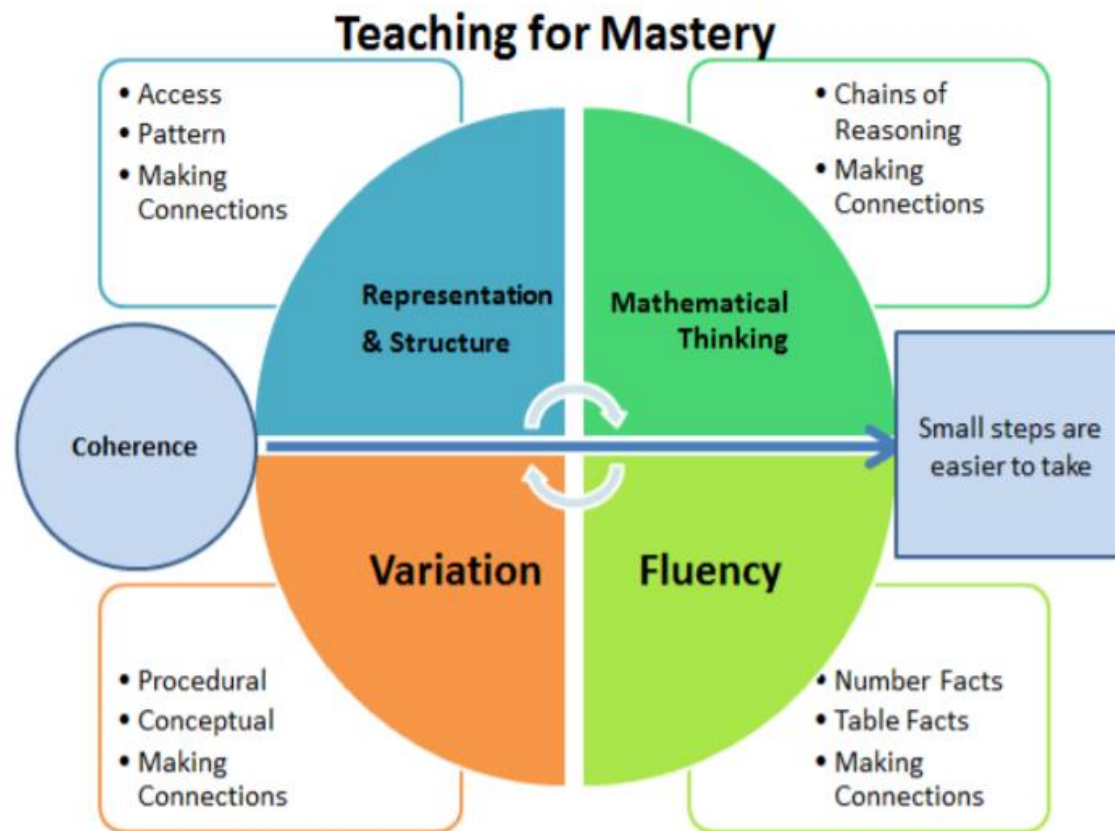 Teaching for Mastery
• Access
• Pattern
• Making
Connections
• Chains of
Reasoning
• Making
Connections
Representation
& Structure
Mathematical
Thinking
Coherence
Small steps are
easier to take
Variation
Fluency
• Procedural
• Conceptual
• Making
Connections
• Number Facts
• Table Facts
• Making
Connections